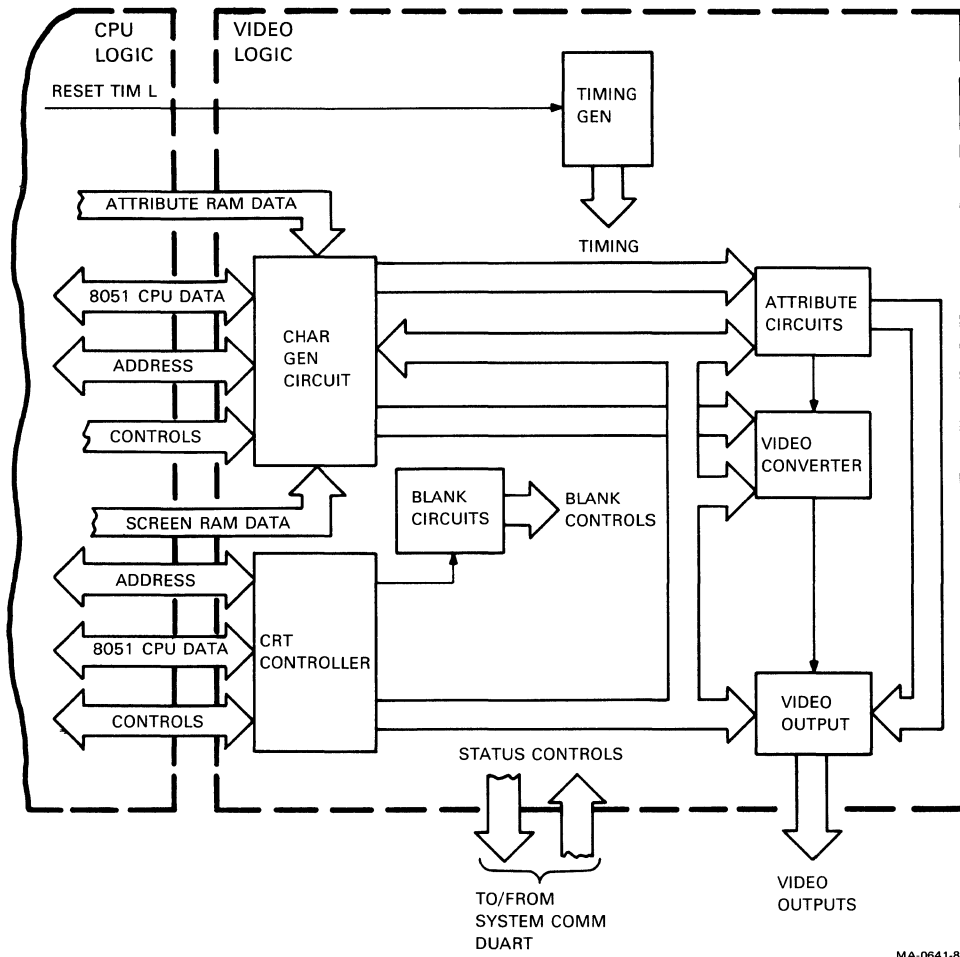 CPU
LOGIC
VIDEO
LOGIC
RESET TIM L
TIMING
GEN
ATTRIBUTE RAM DATA
TIMING
8051 CPU DATA
CHAR
GEN
CIRCUIT
ATTRIBUTE
CIRCUITS
ADDRESS
CONTROLS
VIDEO
CONVERTER
BLANK
CIRCUITS
BLANK
CONTROLS
SCREEN RAM DATA
ADDRESS
8051 CPU DATA
CRT
CONTROLLER
CONTROLS
VIDEO
OUTPUT
STATUS CONTROLS
TO/FROM
SYSTEM COMM
DUART
VIDEO
OUTPUTS
MA-0641-8